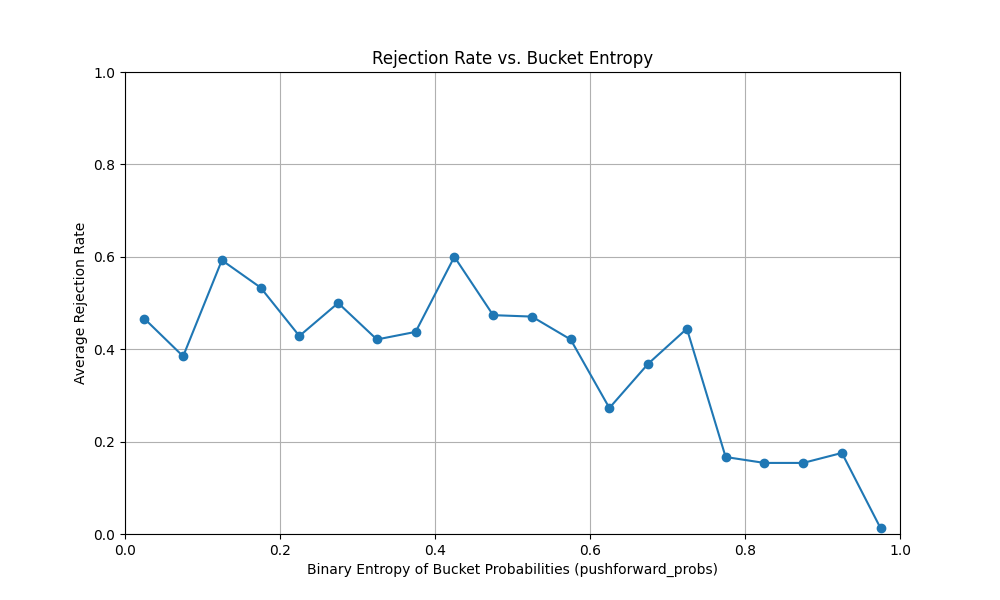 Rejection Rate vs. Bucket Entropy
1.0
0.8
0.6
0.4
0.2
0.0
Average Rejection Rate
0.0 0.2 0.4 0.6 0.8 1.0
Binary Entropy of Bucket Probabilities (pushforward_probs)